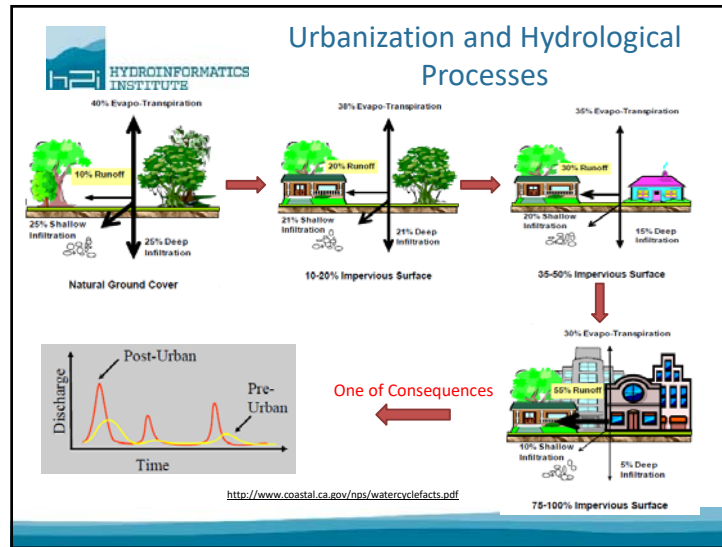 Urbanization and Hydrological
Processes
h2i
HYDROINFORMATICS
INSTITUTE
40% Evapo-Transpiration
10% Runoff
25% Shallow
Infiltration
25% Deep
Infiltration
Natural Ground Cover
38% Evapo-Transpiration
20% Runoff
21% Shallow
Infiltration
21% Deep
Infiltration
10-20% Impervious Surface
35% Evapo-Transpiration
30% Runoff
20% Shallow
Infiltration
15% Deep
Infiltration
35-50% Impervious Surface
30% Evapo-Transpiration
55% Runoff
10% Shallow
Infiltration
5% Deep
Infiltration
75-100% Impervious Surface
One of Consequences
Post-Urban
Pre-
Urban
Discharge
Time
http://www.coastal.ca.gov/nps/watercyclefacts.pdf